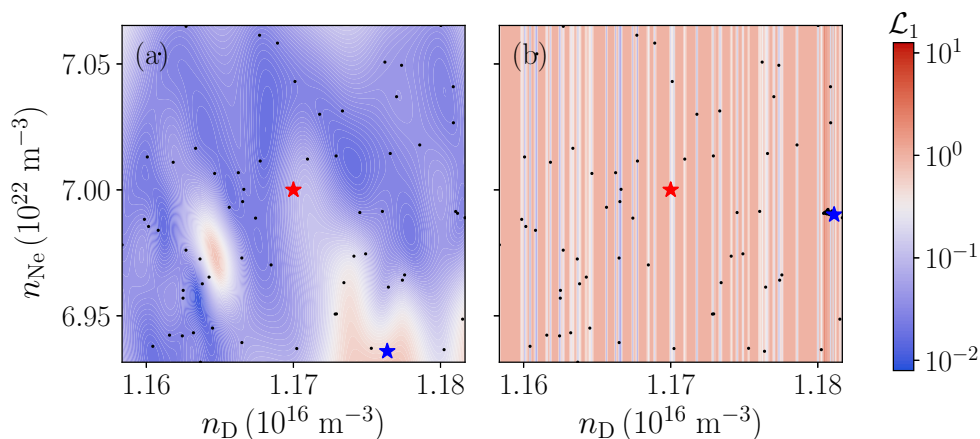 (a)
(b)
7.05
7.00
6.95
n_Ne (10^22 m^−3)
1.16
1.17
1.18
n_D (10^16 m^−3)
1.16
1.17
1.18
n_D (10^16 m^−3)
ℒ_1
10^1
10^0
10^−1
10^−2